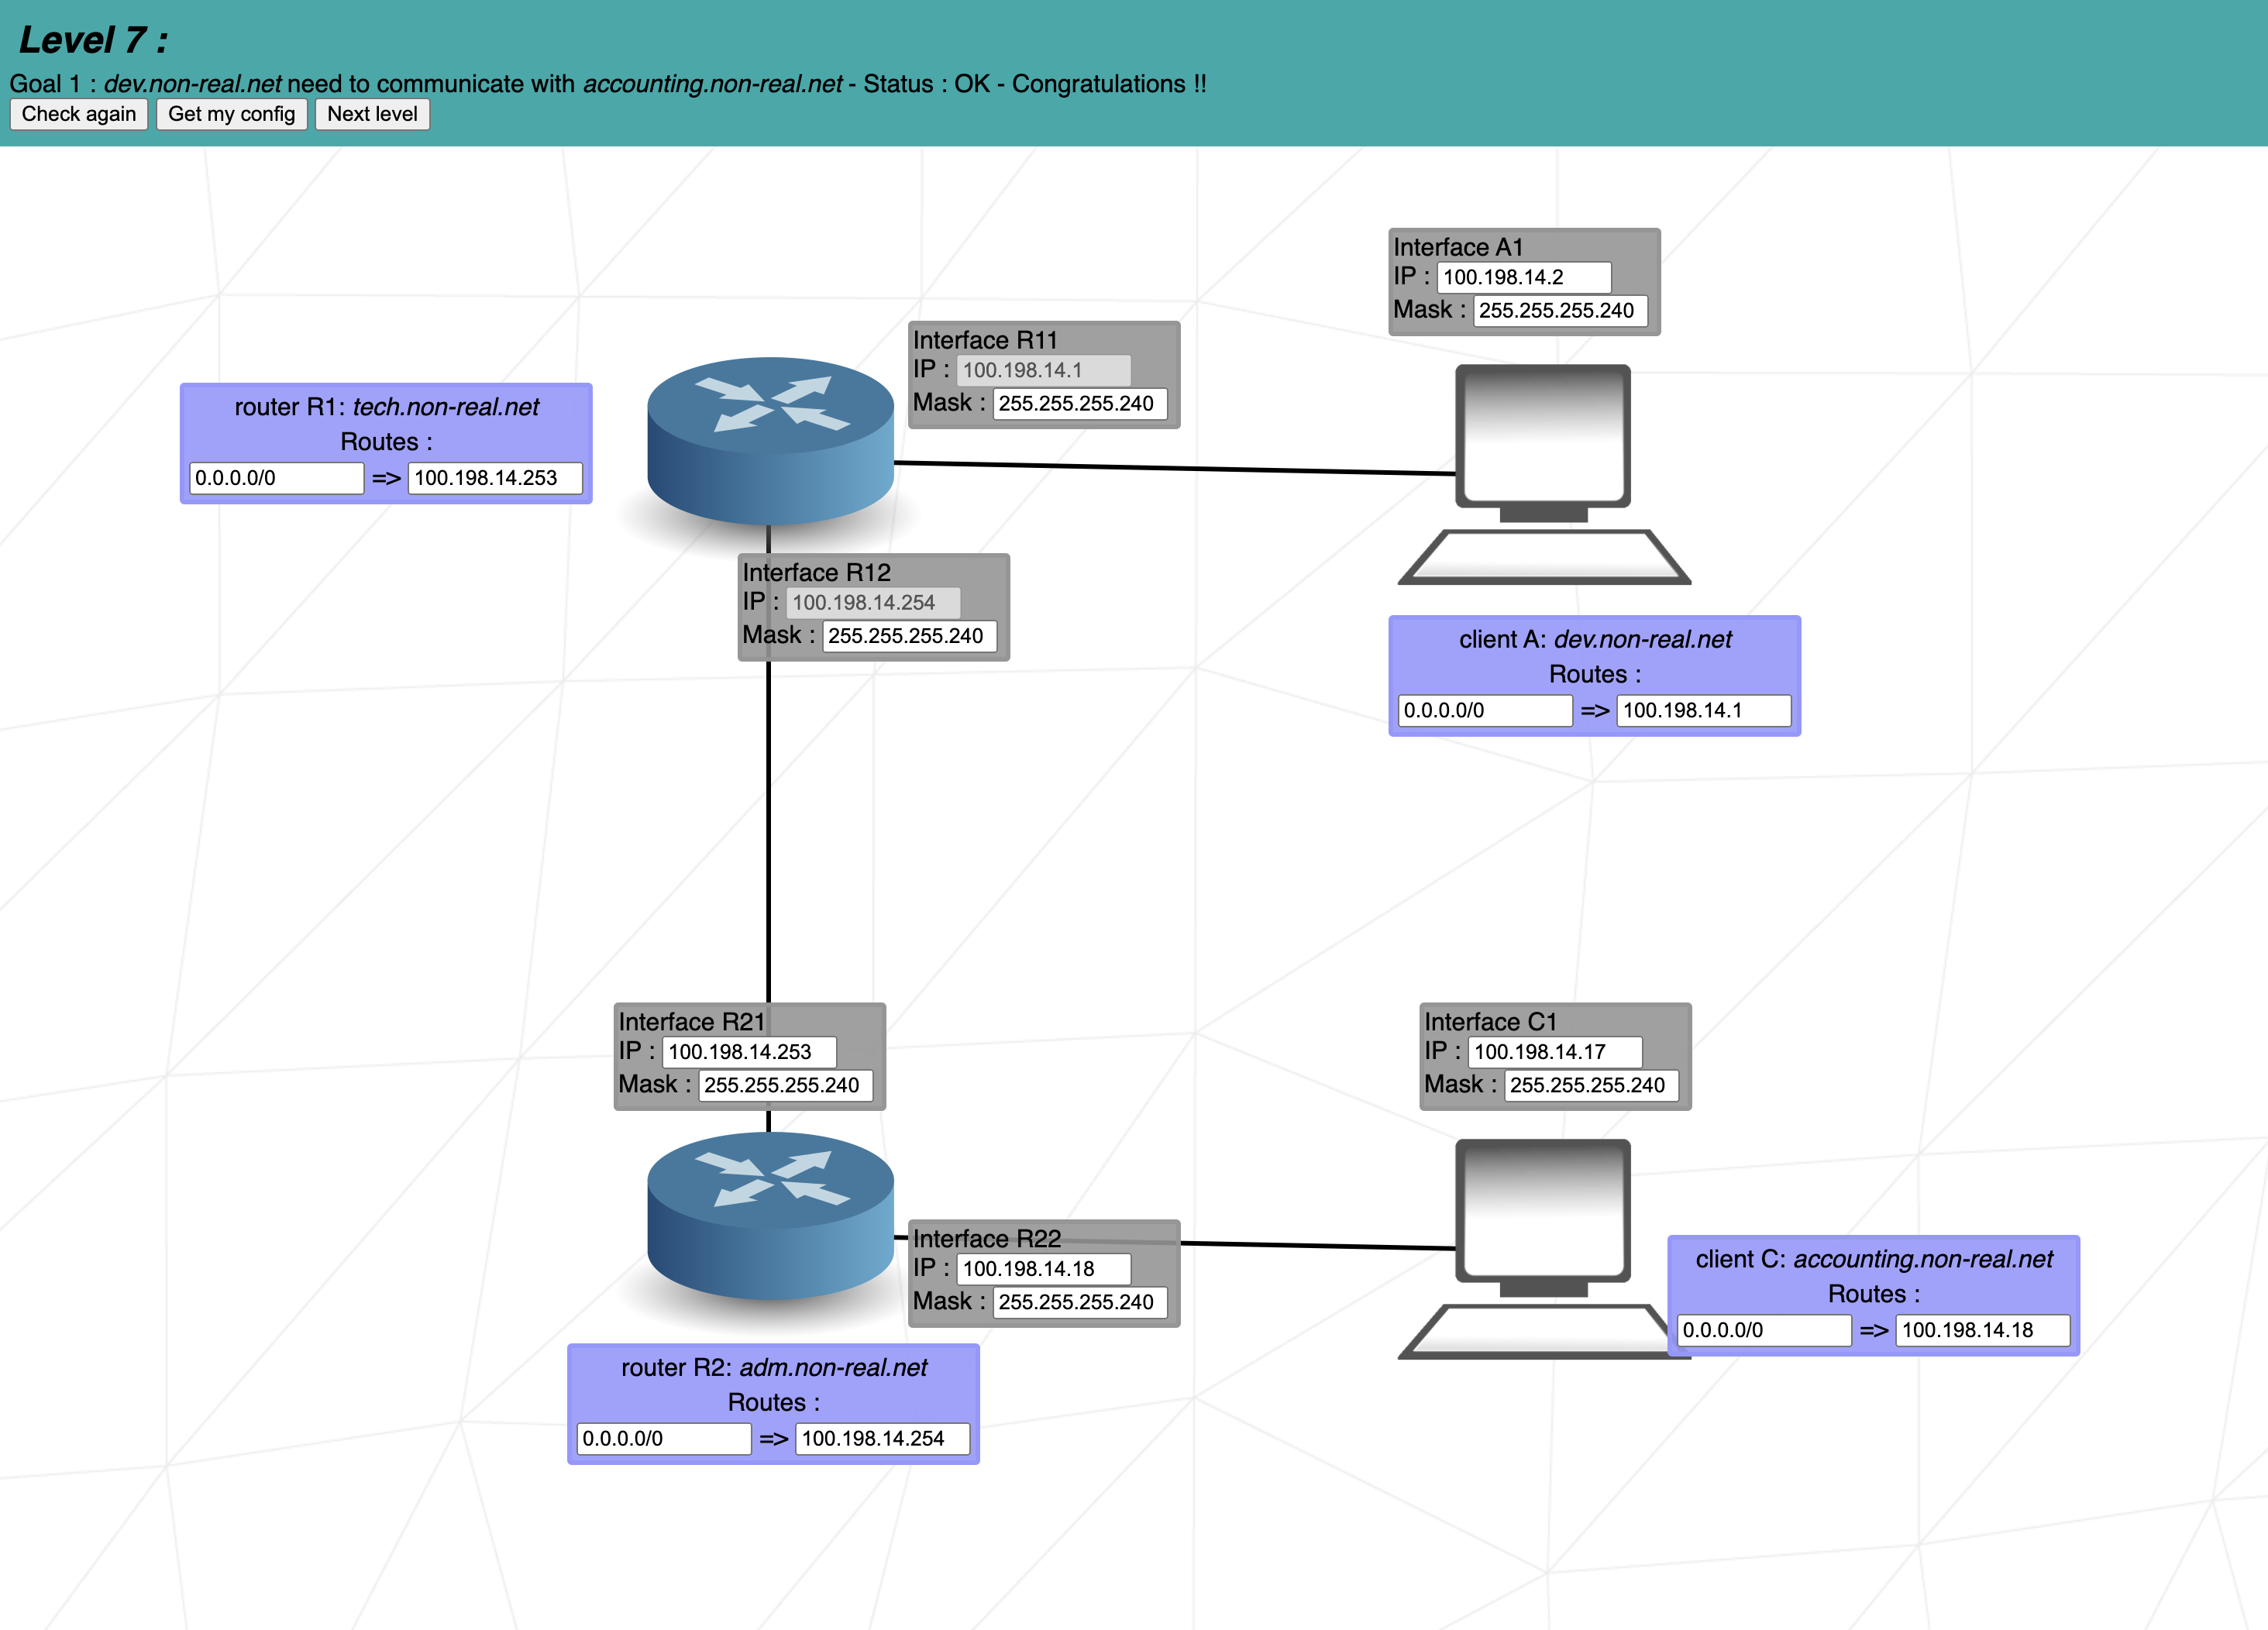 Level 7 :
Goal 1 : dev.non-real.net need to communicate with accounting.non-real.net - Status : OK - Congratulations !!
Check again Get my config Next level
Interface A1
IP : 100.198.14.2
Mask : 255.255.255.240
Interface R11
IP : 100.198.14.1
Mask : 255.255.255.240
router R1: tech.non-real.net
Routes :
0.0.0.0/0 => 100.198.14.253
Interface R12
IP : 100.198.14.254
Mask : 255.255.255.240
client A: dev.non-real.net
Routes :
0.0.0.0/0 => 100.198.14.1
Interface R21
IP : 100.198.14.253
Mask : 255.255.255.240
Interface C1
IP : 100.198.14.17
Mask : 255.255.255.240
Interface R22
IP : 100.198.14.18
Mask : 255.255.255.240
client C: accounting.non-real.net
Routes :
0.0.0.0/0 => 100.198.14.18
router R2: adm.non-real.net
Routes :
0.0.0.0/0 => 100.198.14.254